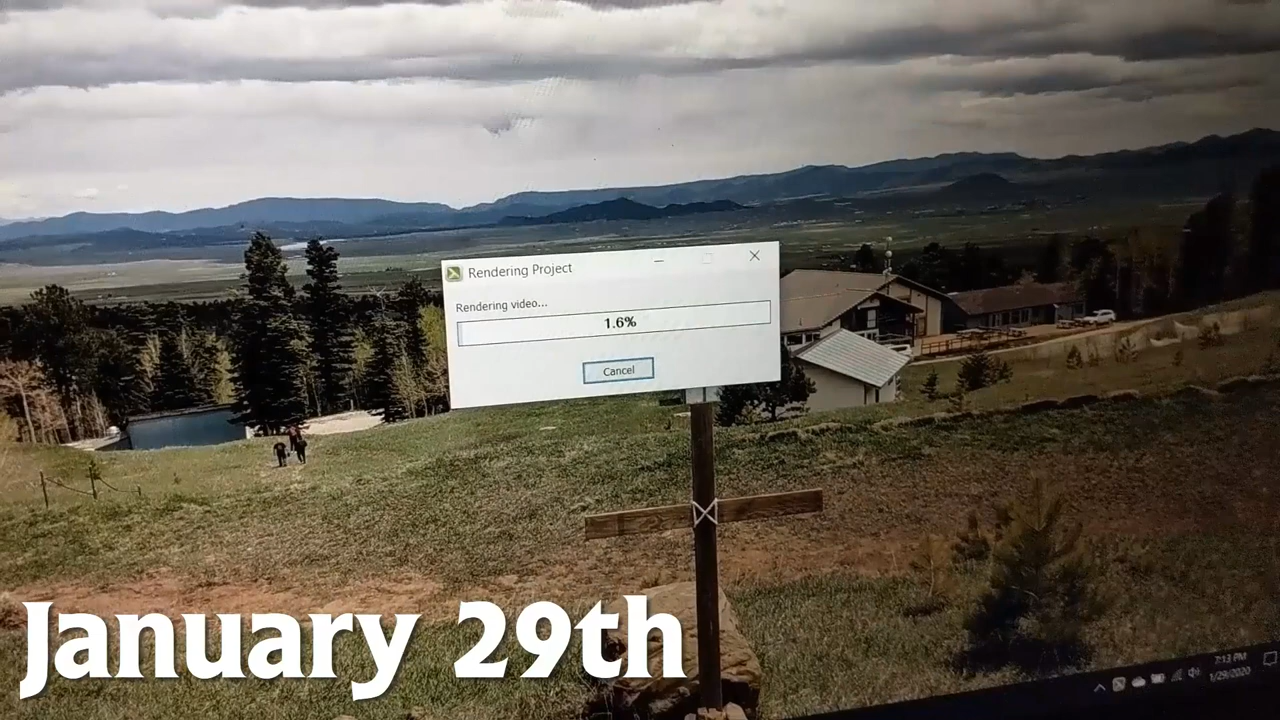 Rendering Project
Rendering video...
1.6%
Cancel
January 29th
7:13 PM
1/29/2020